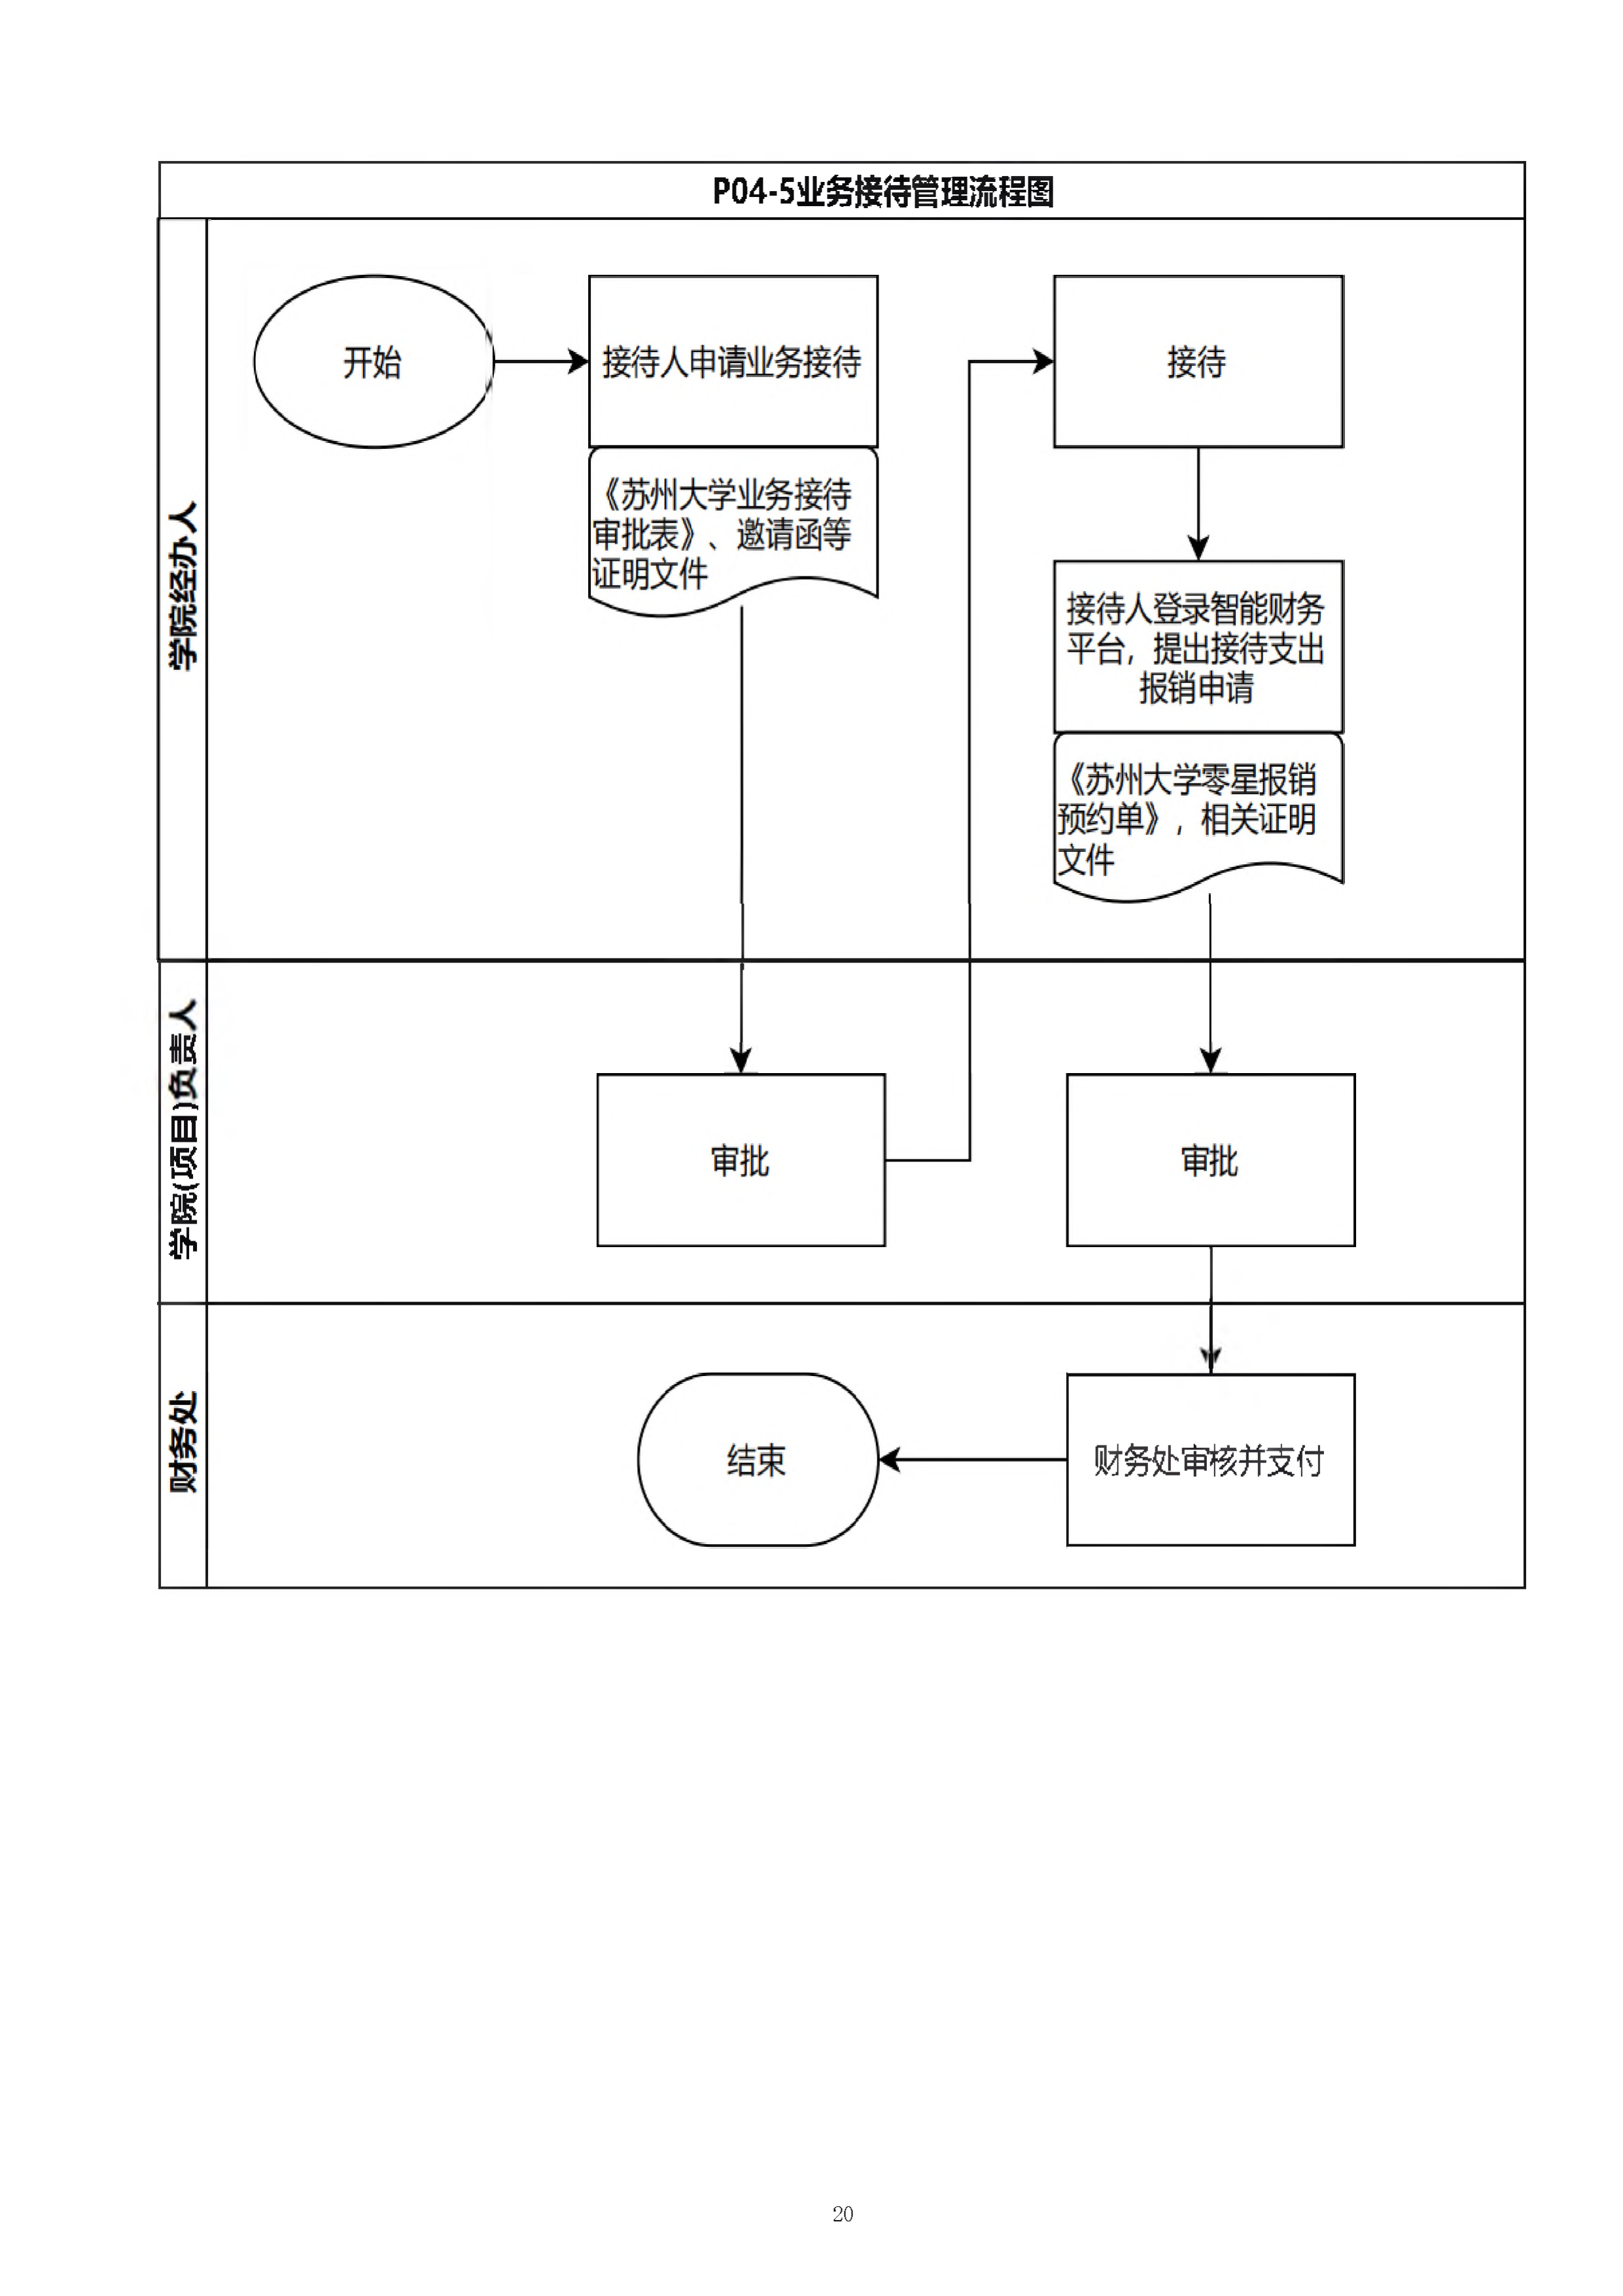 P04-5业务接待管理流程图
学院经办人
开始
接待人申请业务接待
《苏州大学业务接待
审批表》、邀请函等
证明文件
接待
接待人登录智能财务
平台，提出接待支出
报销申请
《苏州大学零星报销
预约单》，相关证明
文件
学院(项目)负责人
审批
审批
财务处
结束
财务处审核并支付
20